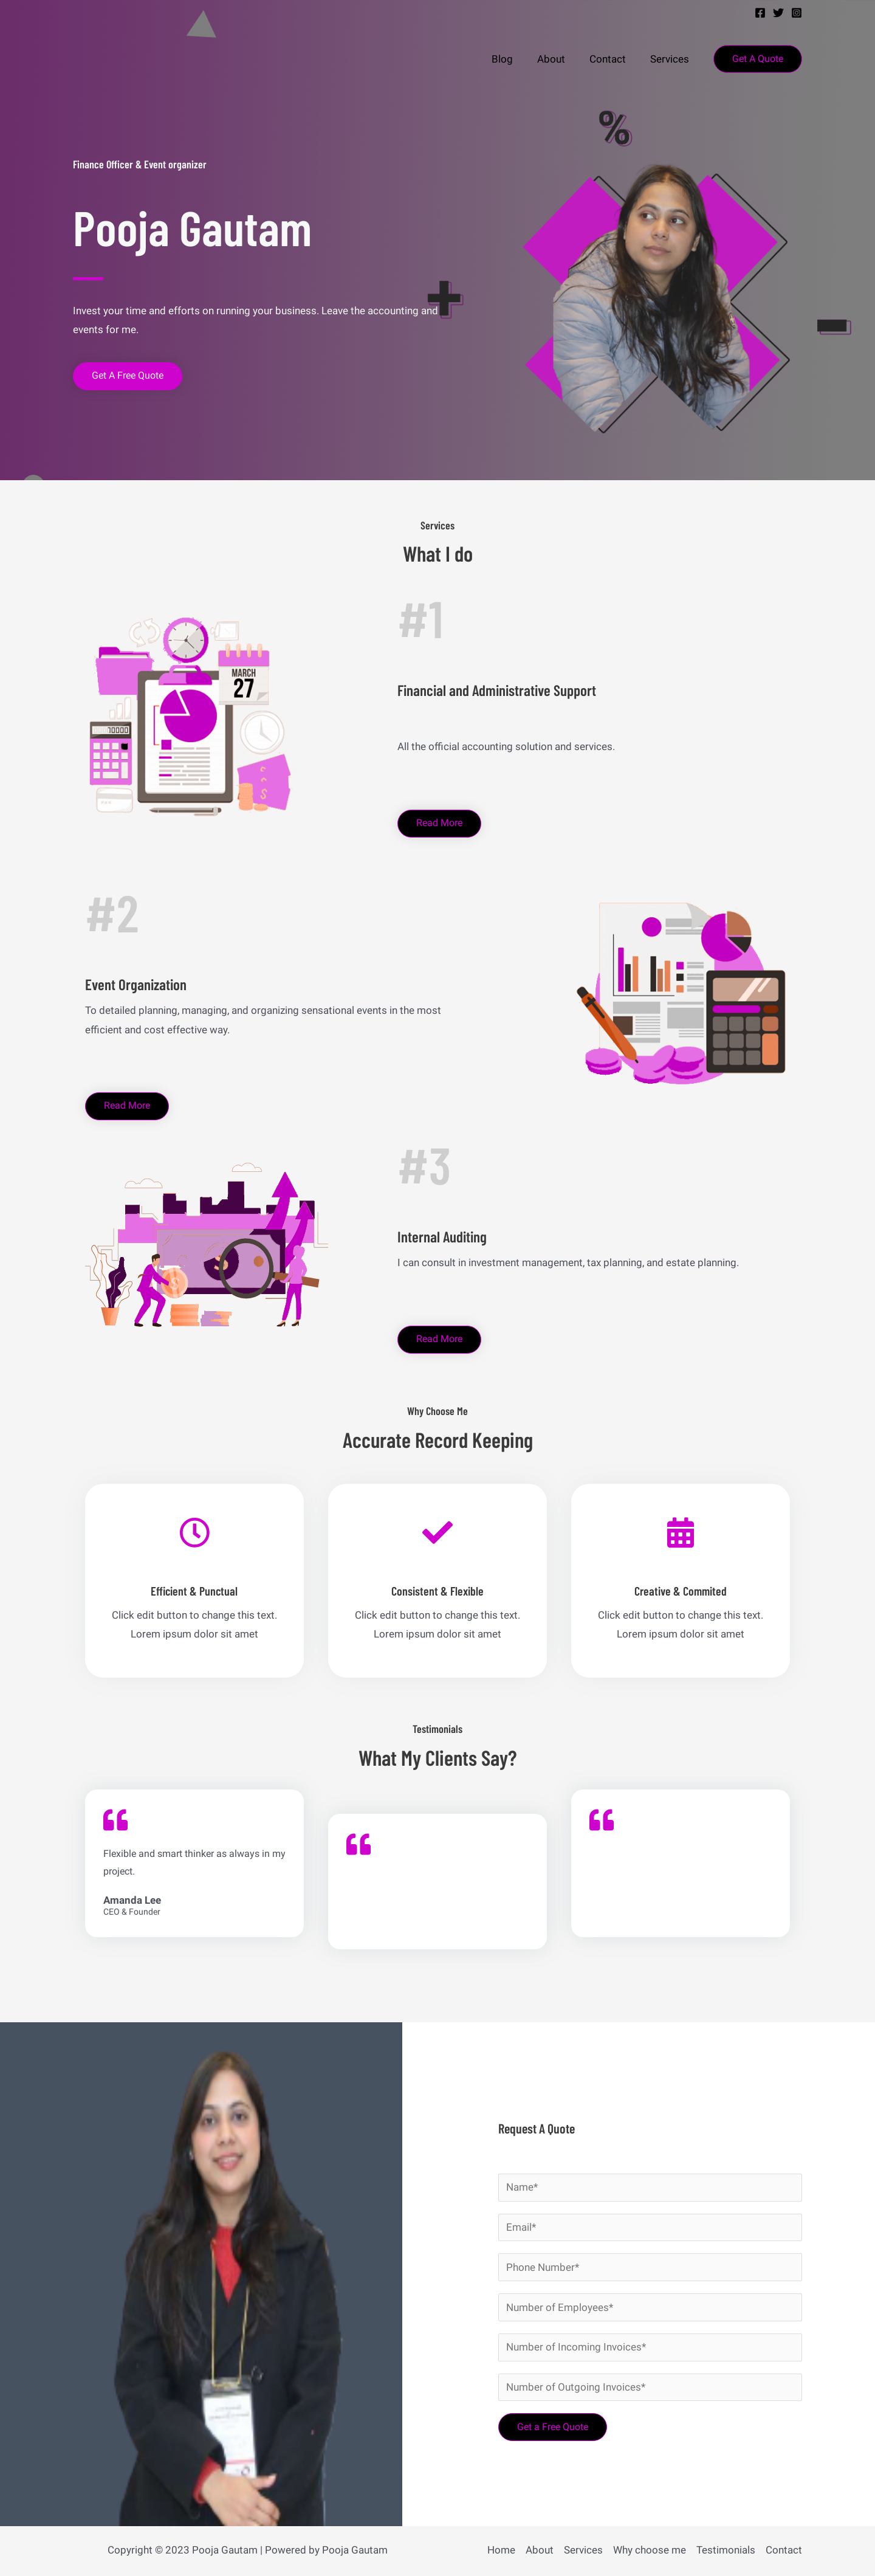 Blog About Contact Services Get A Quote
%
Finance Officer & Event organizer
Pooja Gautam
Invest your time and efforts on running your business. Leave the accounting and
events for me.
Get A Free Quote
Services
What I do
MARCH
27
70000
$
#1
Financial and Administrative Support
All the official accounting solution and services.
Read More
#2
Event Organization
To detailed planning, managing, and organizing sensational events in the most
efficient and cost effective way.
Read More
#3
Internal Auditing
I can consult in investment management, tax planning, and estate planning.
Read More
Why Choose Me
Accurate Record Keeping
Efficient & Punctual
Click edit button to change this text.
Lorem ipsum dolor sit amet
Consistent & Flexible
Click edit button to change this text.
Lorem ipsum dolor sit amet
Creative & Commited
Click edit button to change this text.
Lorem ipsum dolor sit amet
Testimonials
What My Clients Say?
Flexible and smart thinker as always in my
project.
Amanda Lee
CEO & Founder
Request A Quote
Name*
Email*
Phone Number*
Number of Employees*
Number of Incoming Invoices*
Number of Outgoing Invoices*
Get a Free Quote
Copyright © 2023 Pooja Gautam | Powered by Pooja Gautam
Home About Services Why choose me Testimonials Contact